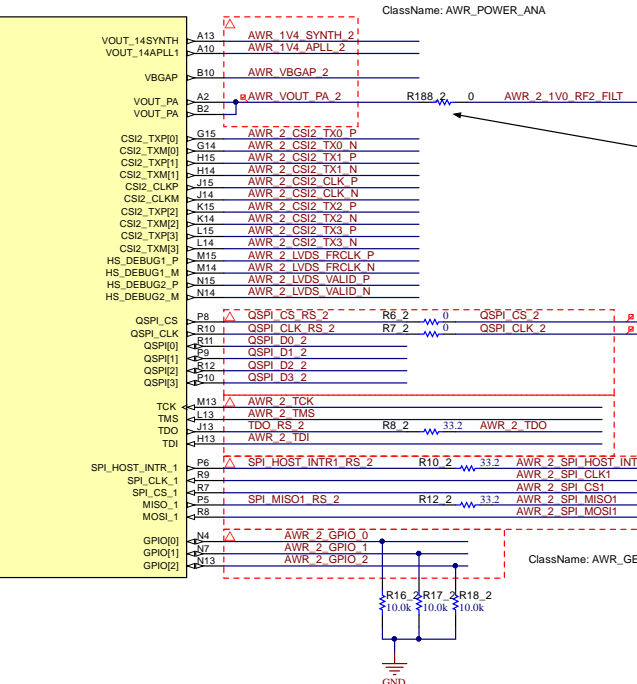 ClassName: AWR_POWER_ANA
VOUT_14SYNTH A13 AWR_1V4_SYNTH_2
VOUT_14APLL1 A10 AWR_1V4_APLL_2
VBGAP B10 AWR_VBGAP_2
VOUT_PA A2 AWR_VOUT_PA_2 R188_2 0 AWR_2_1V0_RF2_FILT
VOUT_PA B2
CSI2_TXP[0] G15 AWR_2_CSI2_TX0_P
CSI2_TXM[0] G14 AWR_2_CSI2_TX0_N
CSI2_TXP[1] H15 AWR_2_CSI2_TX1_P
CSI2_TXM[1] H14 AWR_2_CSI2_TX1_N
CSI2_CLKP J15 AWR_2_CSI2_CLK_P
CSI2_CLKM J14 AWR_2_CSI2_CLK_N
CSI2_TXP[2] K15 AWR_2_CSI2_TX2_P
CSI2_TXM[2] K14 AWR_2_CSI2_TX2_N
CSI2_TXP[3] L15 AWR_2_CSI2_TX3_P
CSI2_TXM[3] L14 AWR_2_CSI2_TX3_N
HS_DEBUG1_P M15 AWR_2_LVDS_FRCLK_P
HS_DEBUG1_M M14 AWR_2_LVDS_FRCLK_N
HS_DEBUG2_P N15 AWR_2_LVDS_VALID_P
HS_DEBUG2_M N14 AWR_2_LVDS_VALID_N
QSPI_CS P8 QSPI_CS_RS_2 R6_2 0 QSPI_CS_2
QSPI_CLK R10 QSPI_CLK_RS_2 R7_2 0 QSPI_CLK_2
QSPI[0] R11 QSPI_D0_2
QSPI[1] P9 QSPI_D1_2
QSPI[2] R12 QSPI_D2_2
QSPI[3] P10 QSPI_D3_2
TCK M13 AWR_2_TCK
TMS L13 AWR_2_TMS
TDO J13 TDO_RS_2 R8_2 33.2 AWR_2_TDO
TDI H13 AWR_2_TDI
SPI_HOST_INTR_1 P6 SPI_HOST_INTR1_RS_2 R10_2 33.2 AWR_2_SPI_HOST_INT
SPI_CLK_1 R9 AWR_2_SPI_CLK1
SPI_CS_1 R7 AWR_2_SPI_CS1
MISO_1 P5 SPI_MISO1_RS_2 R12_2 33.2 AWR_2_SPI_MISO1
MOSI_1 R8 AWR_2_SPI_MOSI1
GPIO[0] N4 AWR_2_GPIO_0
GPIO[1] N7 AWR_2_GPIO_1
GPIO[2] N13 AWR_2_GPIO_2
ClassName: AWR_GE
R16_2 R17_2 R18_2
10.0k 10.0k 10.0k
GND